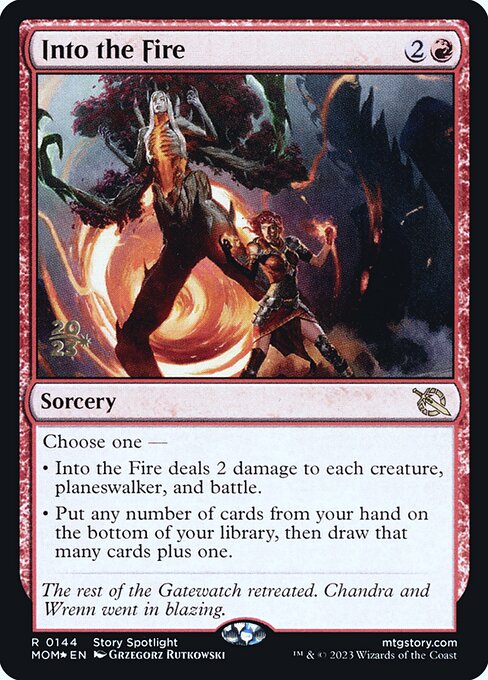 Into the Fire 2
20
23
Sorcery
Choose one —
• Into the Fire deals 2 damage to each creature,
planeswalker, and battle.
• Put any number of cards from your hand on
the bottom of your library, then draw that
many cards plus one.
The rest of the Gatewatch retreated. Chandra and
Wrenn went in blazing.
R 0144 Story Spotlight mtgstory.com
MOM★EN Grzegorz Rutkowski ™ & © 2023 Wizards of the Coast